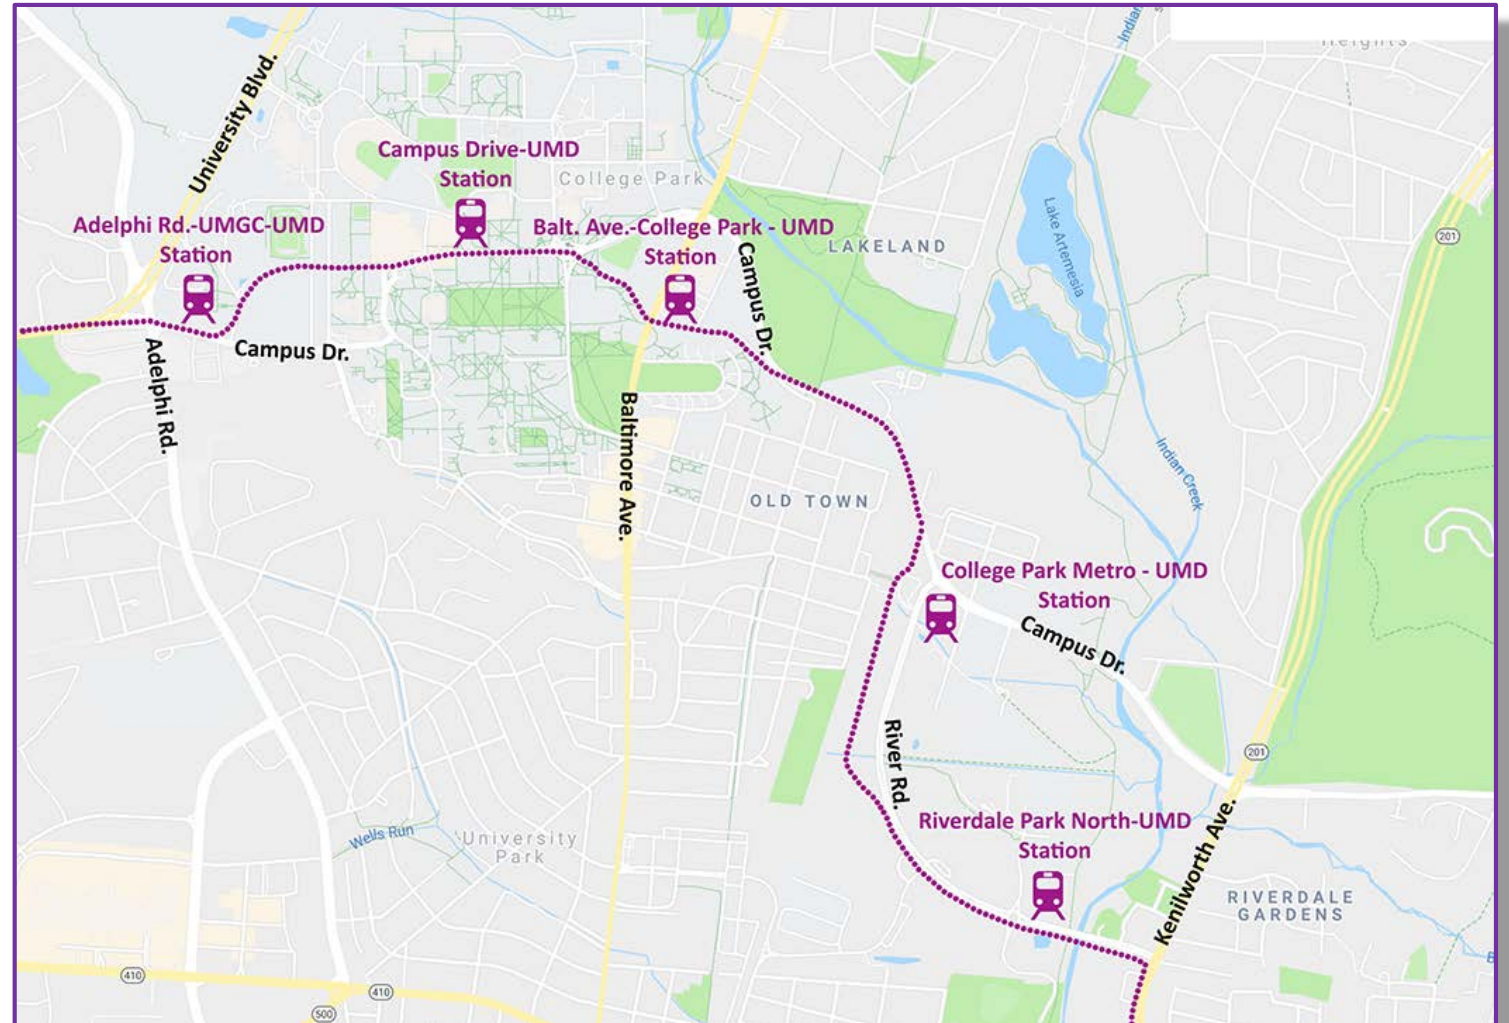 Indian
Heights
University Blvd.
Campus Drive-UMD
Station
College Park
Adelphi Rd.-UMGC-UMD
Station
Balt. Ave.-College Park - UMD
Station
Campus Dr.
LAKELAND
Lake Artemesia
201
Campus Dr.
Adelphi Rd.
Baltimore Ave.
Indian Creek
OLD TOWN
College Park Metro - UMD
Station
Campus Dr.
River Rd.
201
Riverdale Park North-UMD
Station
Wells Run
University
Park
Kenilworth Ave.
RIVERDALE
GARDENS
410
410
500